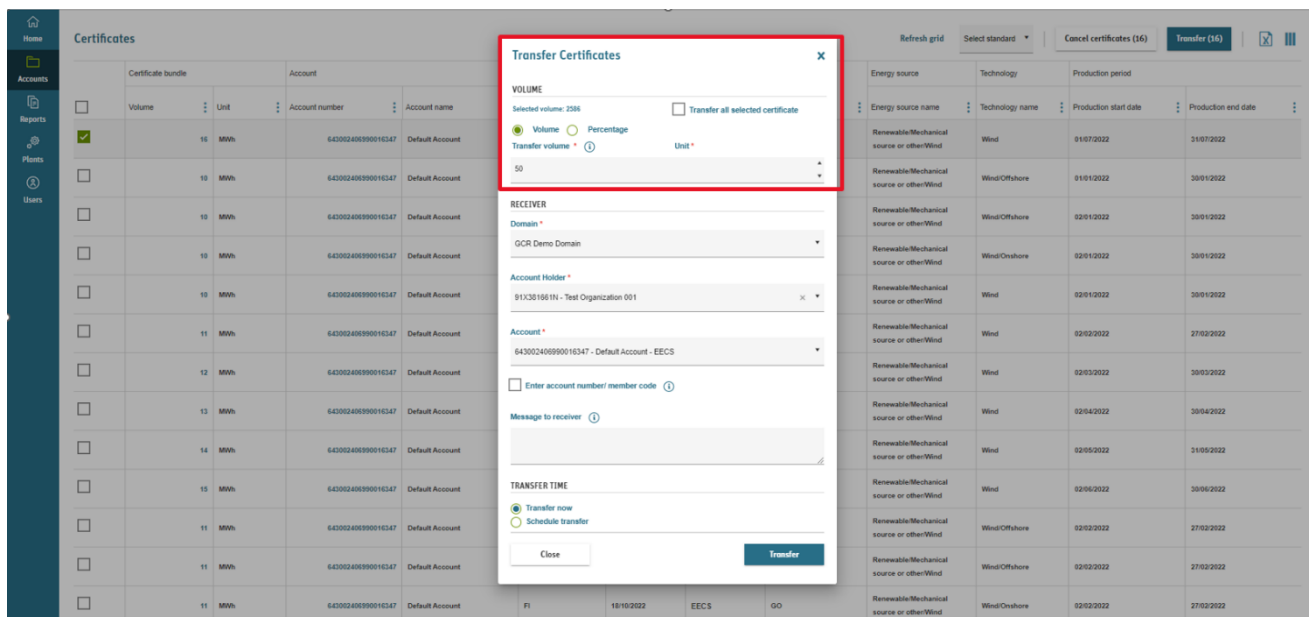 Home
Accounts
Reports
Plants
Users
Certificates
Refresh grid
Select standard
Cancel certificates (16)
Transfer (16)
Certificate bundle
Account
Energy source
Technology
Production period
Volume
Unit
Account number
Account name
Energy source name
Technology name
Production start date
Production end date
16 MWh 643002406990016347 Default Account
Renewable/Mechanical
source or other/Wind
Wind 01/07/2022 31/07/2022
10 MWh 643002406990016347 Default Account
Renewable/Mechanical
source or other/Wind
Wind/Offshore 01/01/2022 30/01/2022
10 MWh 643002406990016347 Default Account
Renewable/Mechanical
source or other/Wind
Wind/Offshore 02/01/2022 30/01/2022
10 MWh 643002406990016347 Default Account
Renewable/Mechanical
source or other/Wind
Wind/Onshore 02/01/2022 30/01/2022
10 MWh 643002406990016347 Default Account
Renewable/Mechanical
source or other/Wind
Wind 02/01/2022 30/01/2022
11 MWh 643002406990016347 Default Account
Renewable/Mechanical
source or other/Wind
Wind 02/02/2022 27/02/2022
12 MWh 643002406990016347 Default Account
Renewable/Mechanical
source or other/Wind
Wind 02/03/2022 30/03/2022
13 MWh 643002406990016347 Default Account
Renewable/Mechanical
source or other/Wind
Wind 02/04/2022 30/04/2022
14 MWh 643002406990016347 Default Account
Renewable/Mechanical
source or other/Wind
Wind 02/05/2022 31/05/2022
15 MWh 643002406990016347 Default Account
Renewable/Mechanical
source or other/Wind
Wind 02/06/2022 30/06/2022
11 MWh 643002406990016347 Default Account
Renewable/Mechanical
source or other/Wind
Wind/Offshore 02/02/2022 27/02/2022
11 MWh 643002406990016347 Default Account
Renewable/Mechanical
source or other/Wind
Wind/Offshore 02/02/2022 27/02/2022
11 MWh 643002406990016347 Default Account FI 18/10/2022 EECS GO
Renewable/Mechanical
source or other/Wind
Wind/Onshore 02/02/2022 27/02/2022
Transfer Certificates
VOLUME
Selected volume: 2586
Transfer all selected certificate
Volume Percentage
Transfer volume * Unit *
50
RECEIVER
Domain *
GCR Demo Domain
Account Holder *
91X381661N - Test Organization 001
Account *
643002406990016347 - Default Account - EECS
Enter account number/ member code
Message to receiver
TRANSFER TIME
Transfer now
Schedule transfer
Close
Transfer